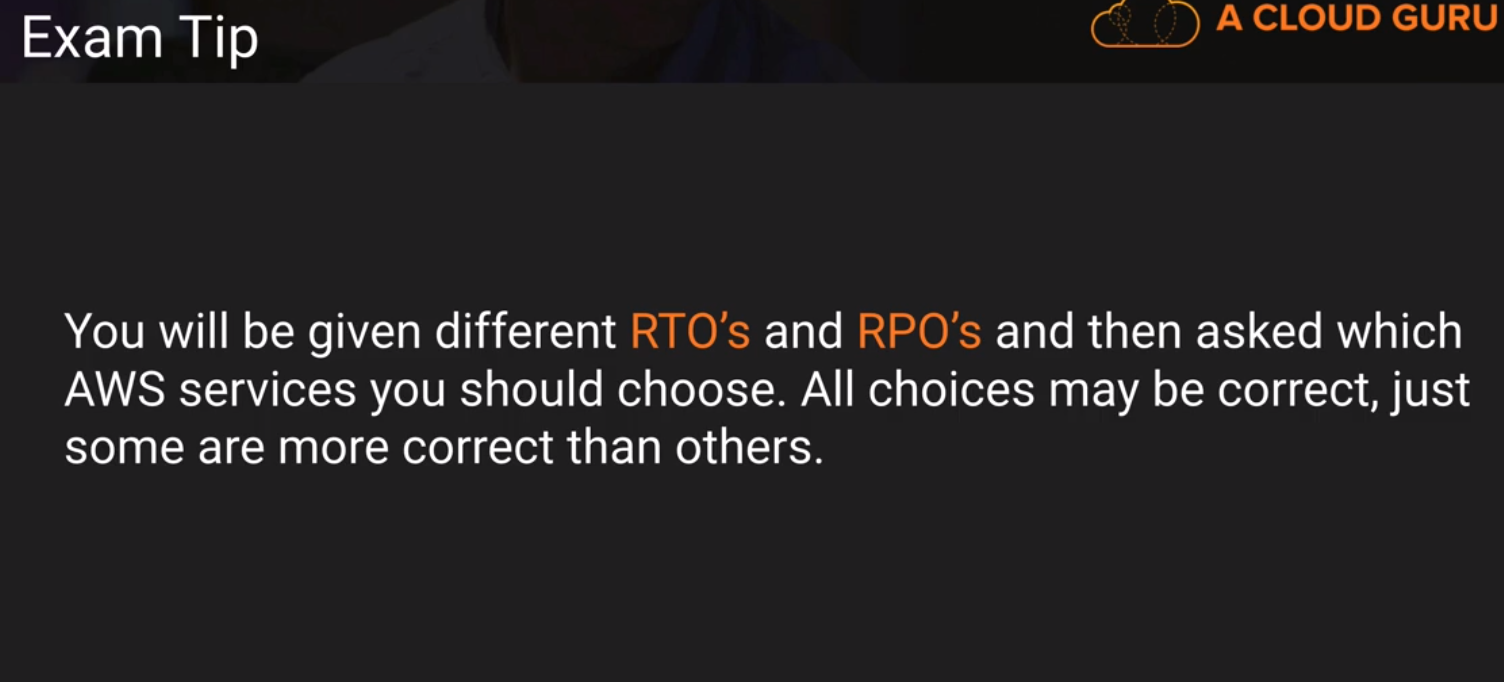 Exam Tip
A CLOUD GURU
You will be given different RTO’s and RPO’s and then asked which
AWS services you should choose. All choices may be correct, just
some are more correct than others.